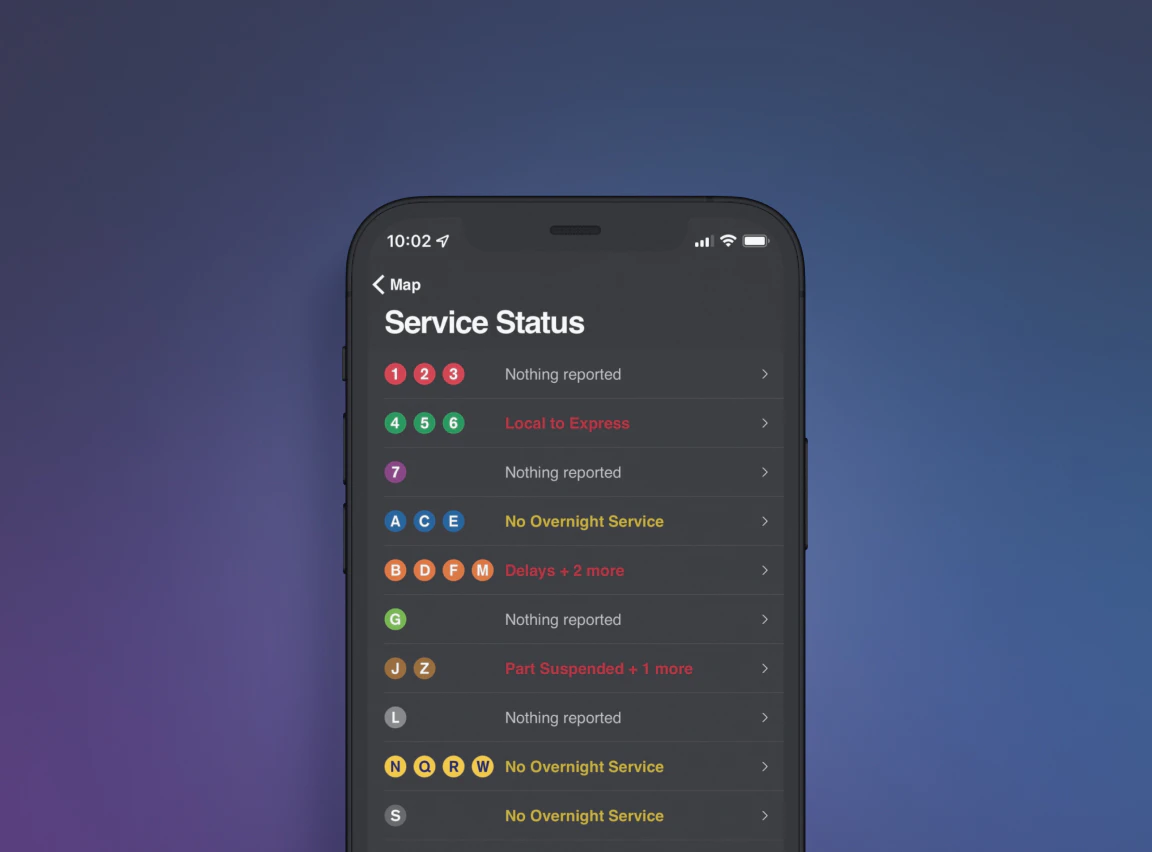 10:02
Map
Service Status
1 2 3 Nothing reported
4 5 6 Local to Express
7 Nothing reported
A C E No Overnight Service
B D F M Delays + 2 more
G Nothing reported
J Z Part Suspended + 1 more
L Nothing reported
N Q R W No Overnight Service
S No Overnight Service